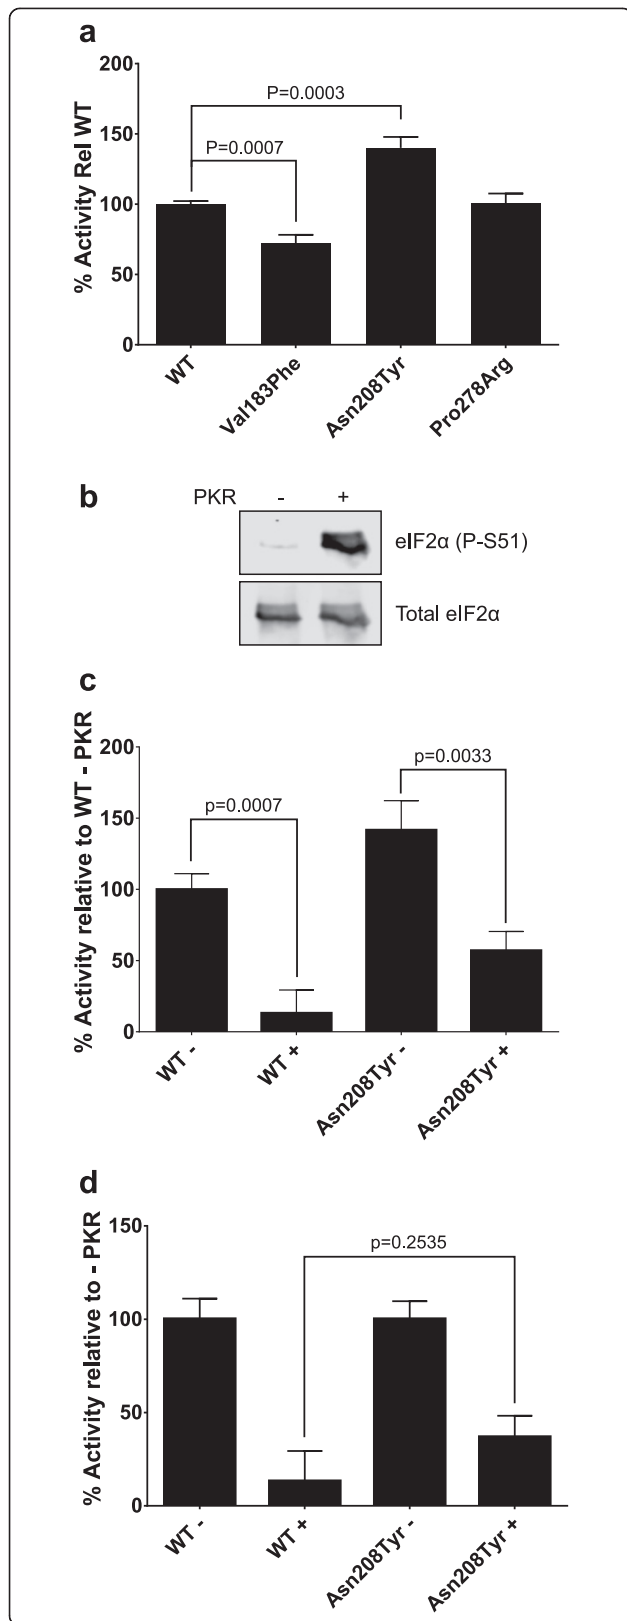 a
% Activity Rel WT
200
150
100
50
0
P=0.0003
P=0.0007
WT
Val183Phe
Asn208Tyr
Pro278Arg
b
PKR - +
eIF2α (P-S51)
Total eIF2α
c
% Activity relative to WT - PKR
200
150
100
50
0
p=0.0007
p=0.0033
WT -
WT +
Asn208Tyr -
Asn208Tyr +
d
% Activity relative to - PKR
150
100
50
0
p=0.2535
WT -
WT +
Asn208Tyr -
Asn208Tyr +